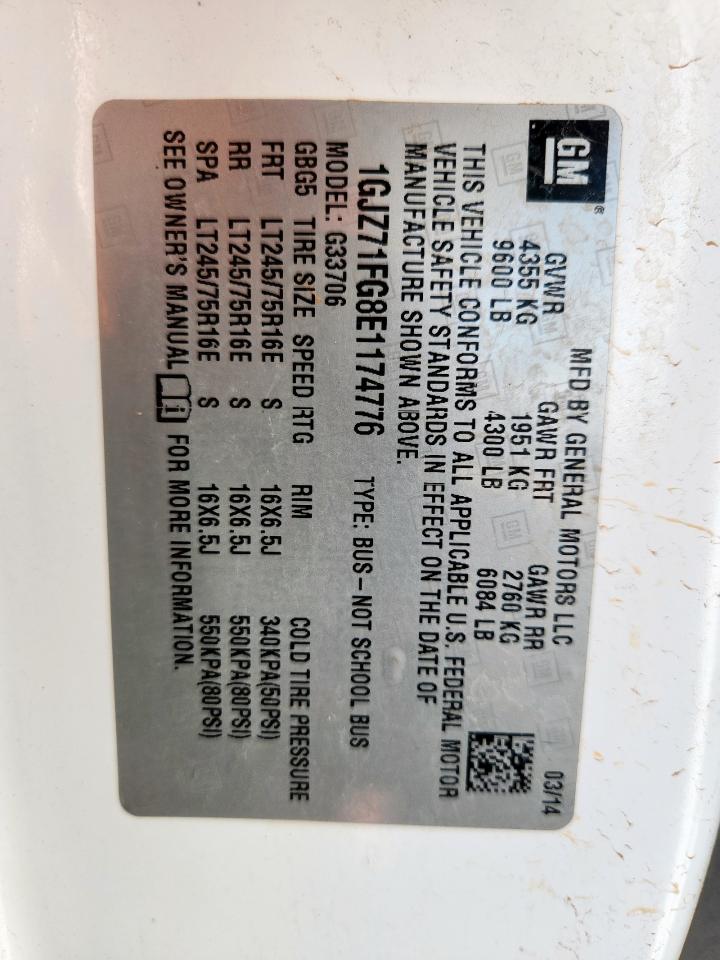 GM®
MFD BY GENERAL MOTORS LLC 03/14
GVWR GAWR FRT GAWR RR
4355 KG 1951 KG 2760 KG
9600 LB 4300 LB 6084 LB
THIS VEHICLE CONFORMS TO ALL APPLICABLE U.S. FEDERAL MOTOR
VEHICLE SAFETY STANDARDS IN EFFECT ON THE DATE OF
MANUFACTURE SHOWN ABOVE.
1GJZ71FG8E1174776 TYPE: BUS–NOT SCHOOL BUS
MODEL: G33706
GBG5 TIRE SIZE SPEED RTG RIM COLD TIRE PRESSURE
FRT LT245/75R16E S 16X6.5J 340KPA(50PSI)
RR LT245/75R16E S 16X6.5J 550KPA(80PSI)
SPA LT245/75R16E S 16X6.5J 550KPA(80PSI)
SEE OWNER'S MANUAL i FOR MORE INFORMATION.